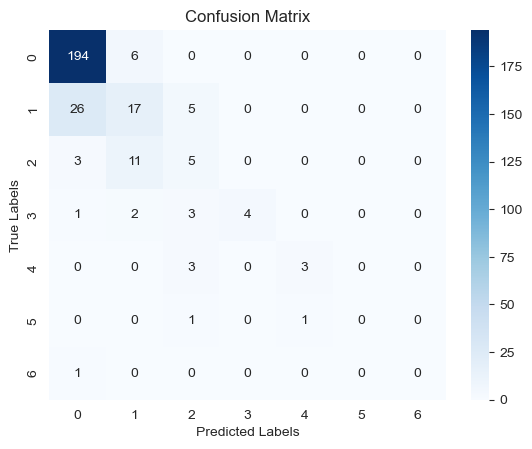 Confusion Matrix
0 194 6 0 0 0 0 0
1 26 17 5 0 0 0 0
2 3 11 5 0 0 0 0
3 1 2 3 4 0 0 0
4 0 0 3 0 3 0 0
5 0 0 1 0 1 0 0
6 1 0 0 0 0 0 0
0 1 2 3 4 5 6
True Labels
Predicted Labels
175
150
125
100
75
50
25
0